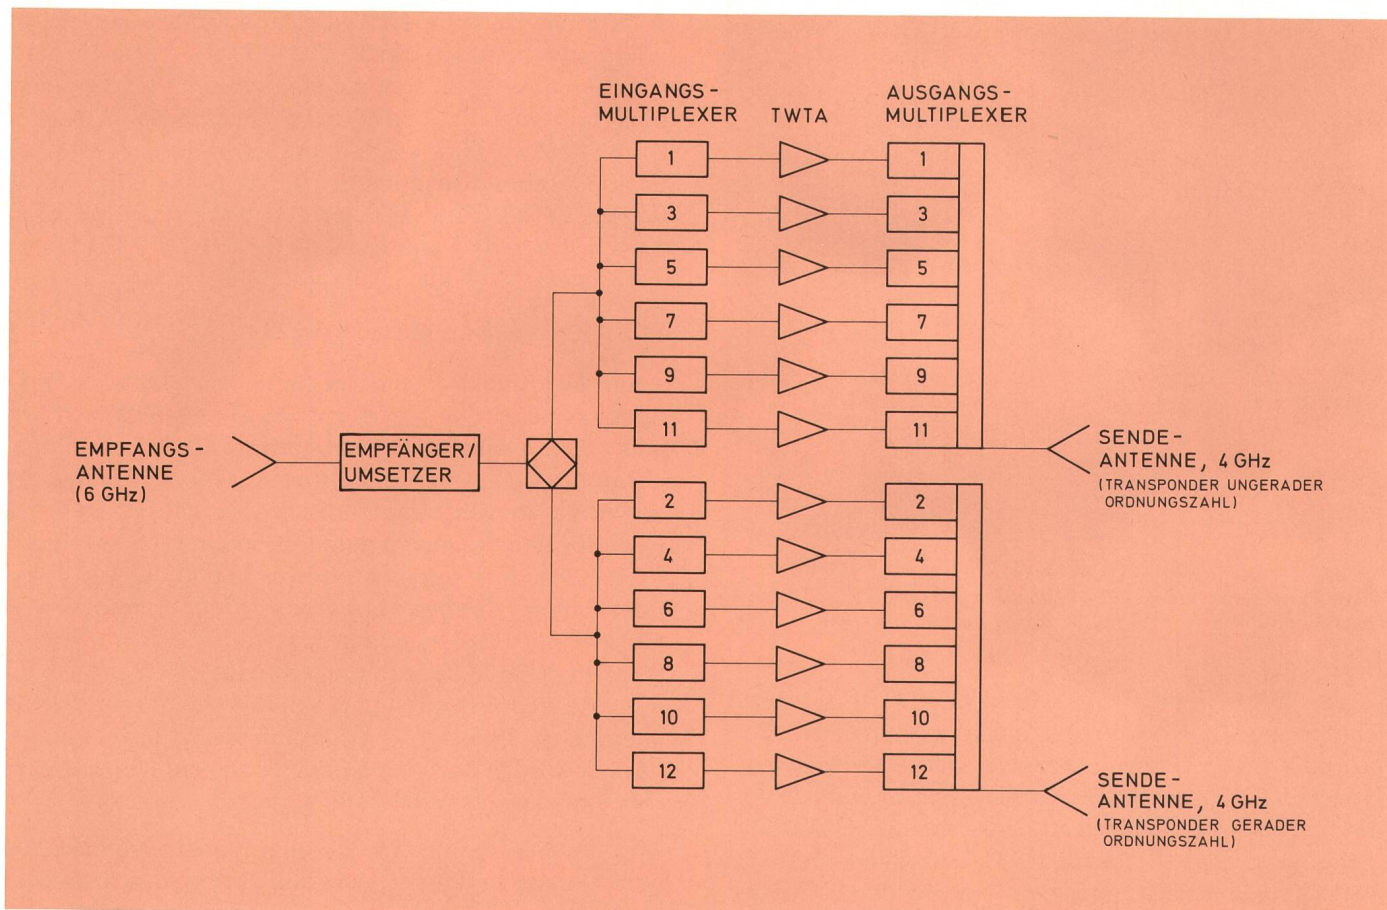 EINGANGS-
MULTIPLEXER
TWTA
AUSGANGS-
MULTIPLEXER
1
1
3
3
5
5
7
7
9
9
11
11
EMPFANGS-
ANTENNE
(6 GHz)
EMPFÄNGER/
UMSETZER
SENDE-
ANTENNE, 4 GHz
(TRANSPONDER UNGERADER
ORDNUNGSZAHL)
2
2
4
4
6
6
8
8
10
10
12
12
SENDE-
ANTENNE, 4 GHz
(TRANSPONDER GERADER
ORDNUNGSZAHL)